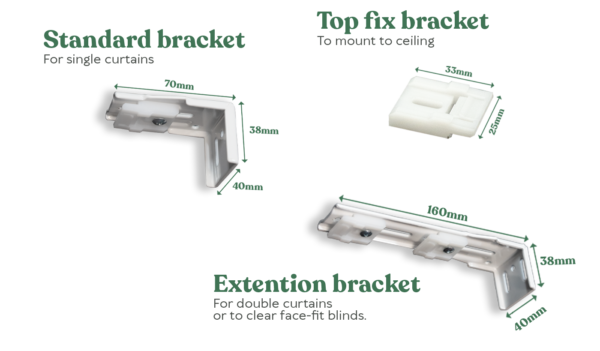 Standard bracket
For single curtains
70mm
38mm
40mm
Top fix bracket
To mount to ceiling
33mm
25mm
160mm
38mm
40mm
Extention bracket
For double curtains
or to clear face-fit blinds.